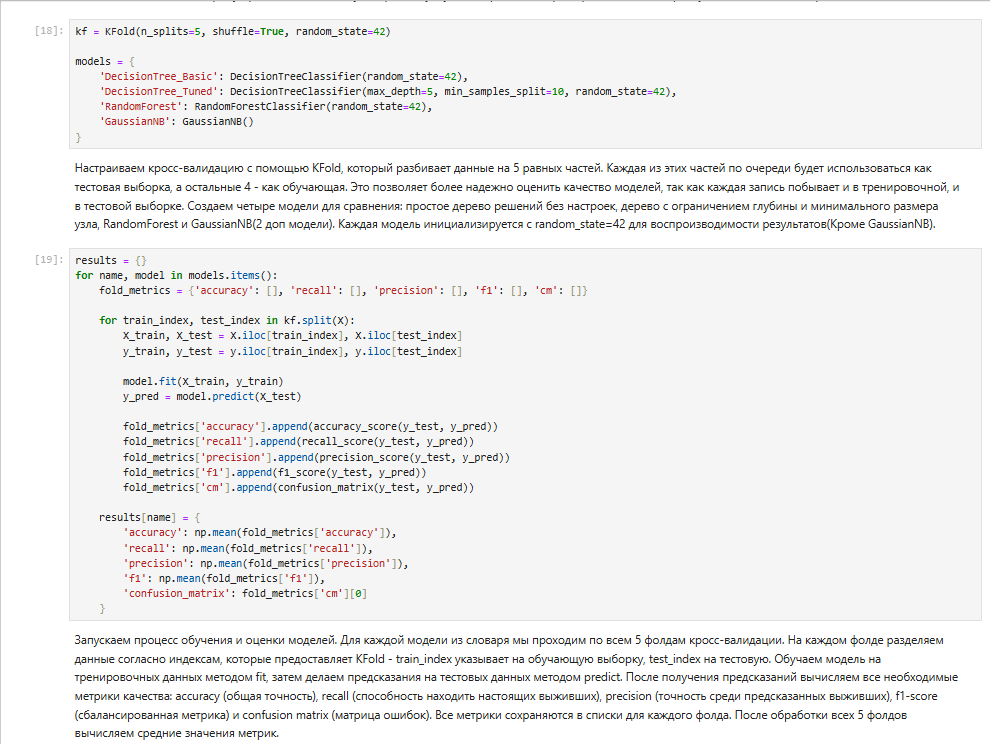 [18]: kf = KFold(n_splits=5, shuffle=True, random_state=42)
models = {
    'DecisionTree_Basic': DecisionTreeClassifier(random_state=42),
    'DecisionTree_Tuned': DecisionTreeClassifier(max_depth=5, min_samples_split=10, random_state=42),
    'RandomForest': RandomForestClassifier(random_state=42),
    'GaussianNB': GaussianNB()
}
Настраиваем кросс-валидацию с помощью KFold, который разбивает данные на 5 равных частей. Каждая из этих частей по очереди будет использоваться как
тестовая выборка, а остальные 4 - как обучающая. Это позволяет более надежно оценить качество моделей, так как каждая запись побывает и в тренировочной, и
в тестовой выборке. Создаем четыре модели для сравнения: простое дерево решений без настроек, дерево с ограничением глубины и минимального размера
узла, RandomForest и GaussianNB(2 доп модели). Каждая модель инициализируется с random_state=42 для воспроизводимости результатов(Кроме GaussianNB).
[19]: results = {}
for name, model in models.items():
    fold_metrics = {'accuracy': [], 'recall': [], 'precision': [], 'f1': [], 'cm': []}
    for train_index, test_index in kf.split(X):
        X_train, X_test = X.iloc[train_index], X.iloc[test_index]
        y_train, y_test = y.iloc[train_index], y.iloc[test_index]
        model.fit(X_train, y_train)
        y_pred = model.predict(X_test)
        fold_metrics['accuracy'].append(accuracy_score(y_test, y_pred))
        fold_metrics['recall'].append(recall_score(y_test, y_pred))
        fold_metrics['precision'].append(precision_score(y_test, y_pred))
        fold_metrics['f1'].append(f1_score(y_test, y_pred))
        fold_metrics['cm'].append(confusion_matrix(y_test, y_pred))
    results[name] = {
        'accuracy': np.mean(fold_metrics['accuracy']),
        'recall': np.mean(fold_metrics['recall']),
        'precision': np.mean(fold_metrics['precision']),
        'f1': np.mean(fold_metrics['f1']),
        'confusion_matrix': fold_metrics['cm'][0]
    }
Запускаем процесс обучения и оценки моделей. Для каждой модели из словаря мы проходим по всем 5 фолдам кросс-валидации. На каждом фолде разделяем
данные согласно индексам, которые предоставляет KFold - train_index указывает на обучающую выборку, test_index на тестовую. Обучаем модель на
тренировочных данных методом fit, затем делаем предсказания на тестовых данных методом predict. После получения предсказаний вычисляем все необходимые
метрики качества: accuracy (общая точность), recall (способность находить настоящих выживших), precision (точность среди предсказанных выживших), f1-score
(сбалансированная метрика) и confusion matrix (матрица ошибок). Все метрики сохраняются в списки для каждого фолда. После обработки всех 5 фолдов
вычисляем средние значения метрик.